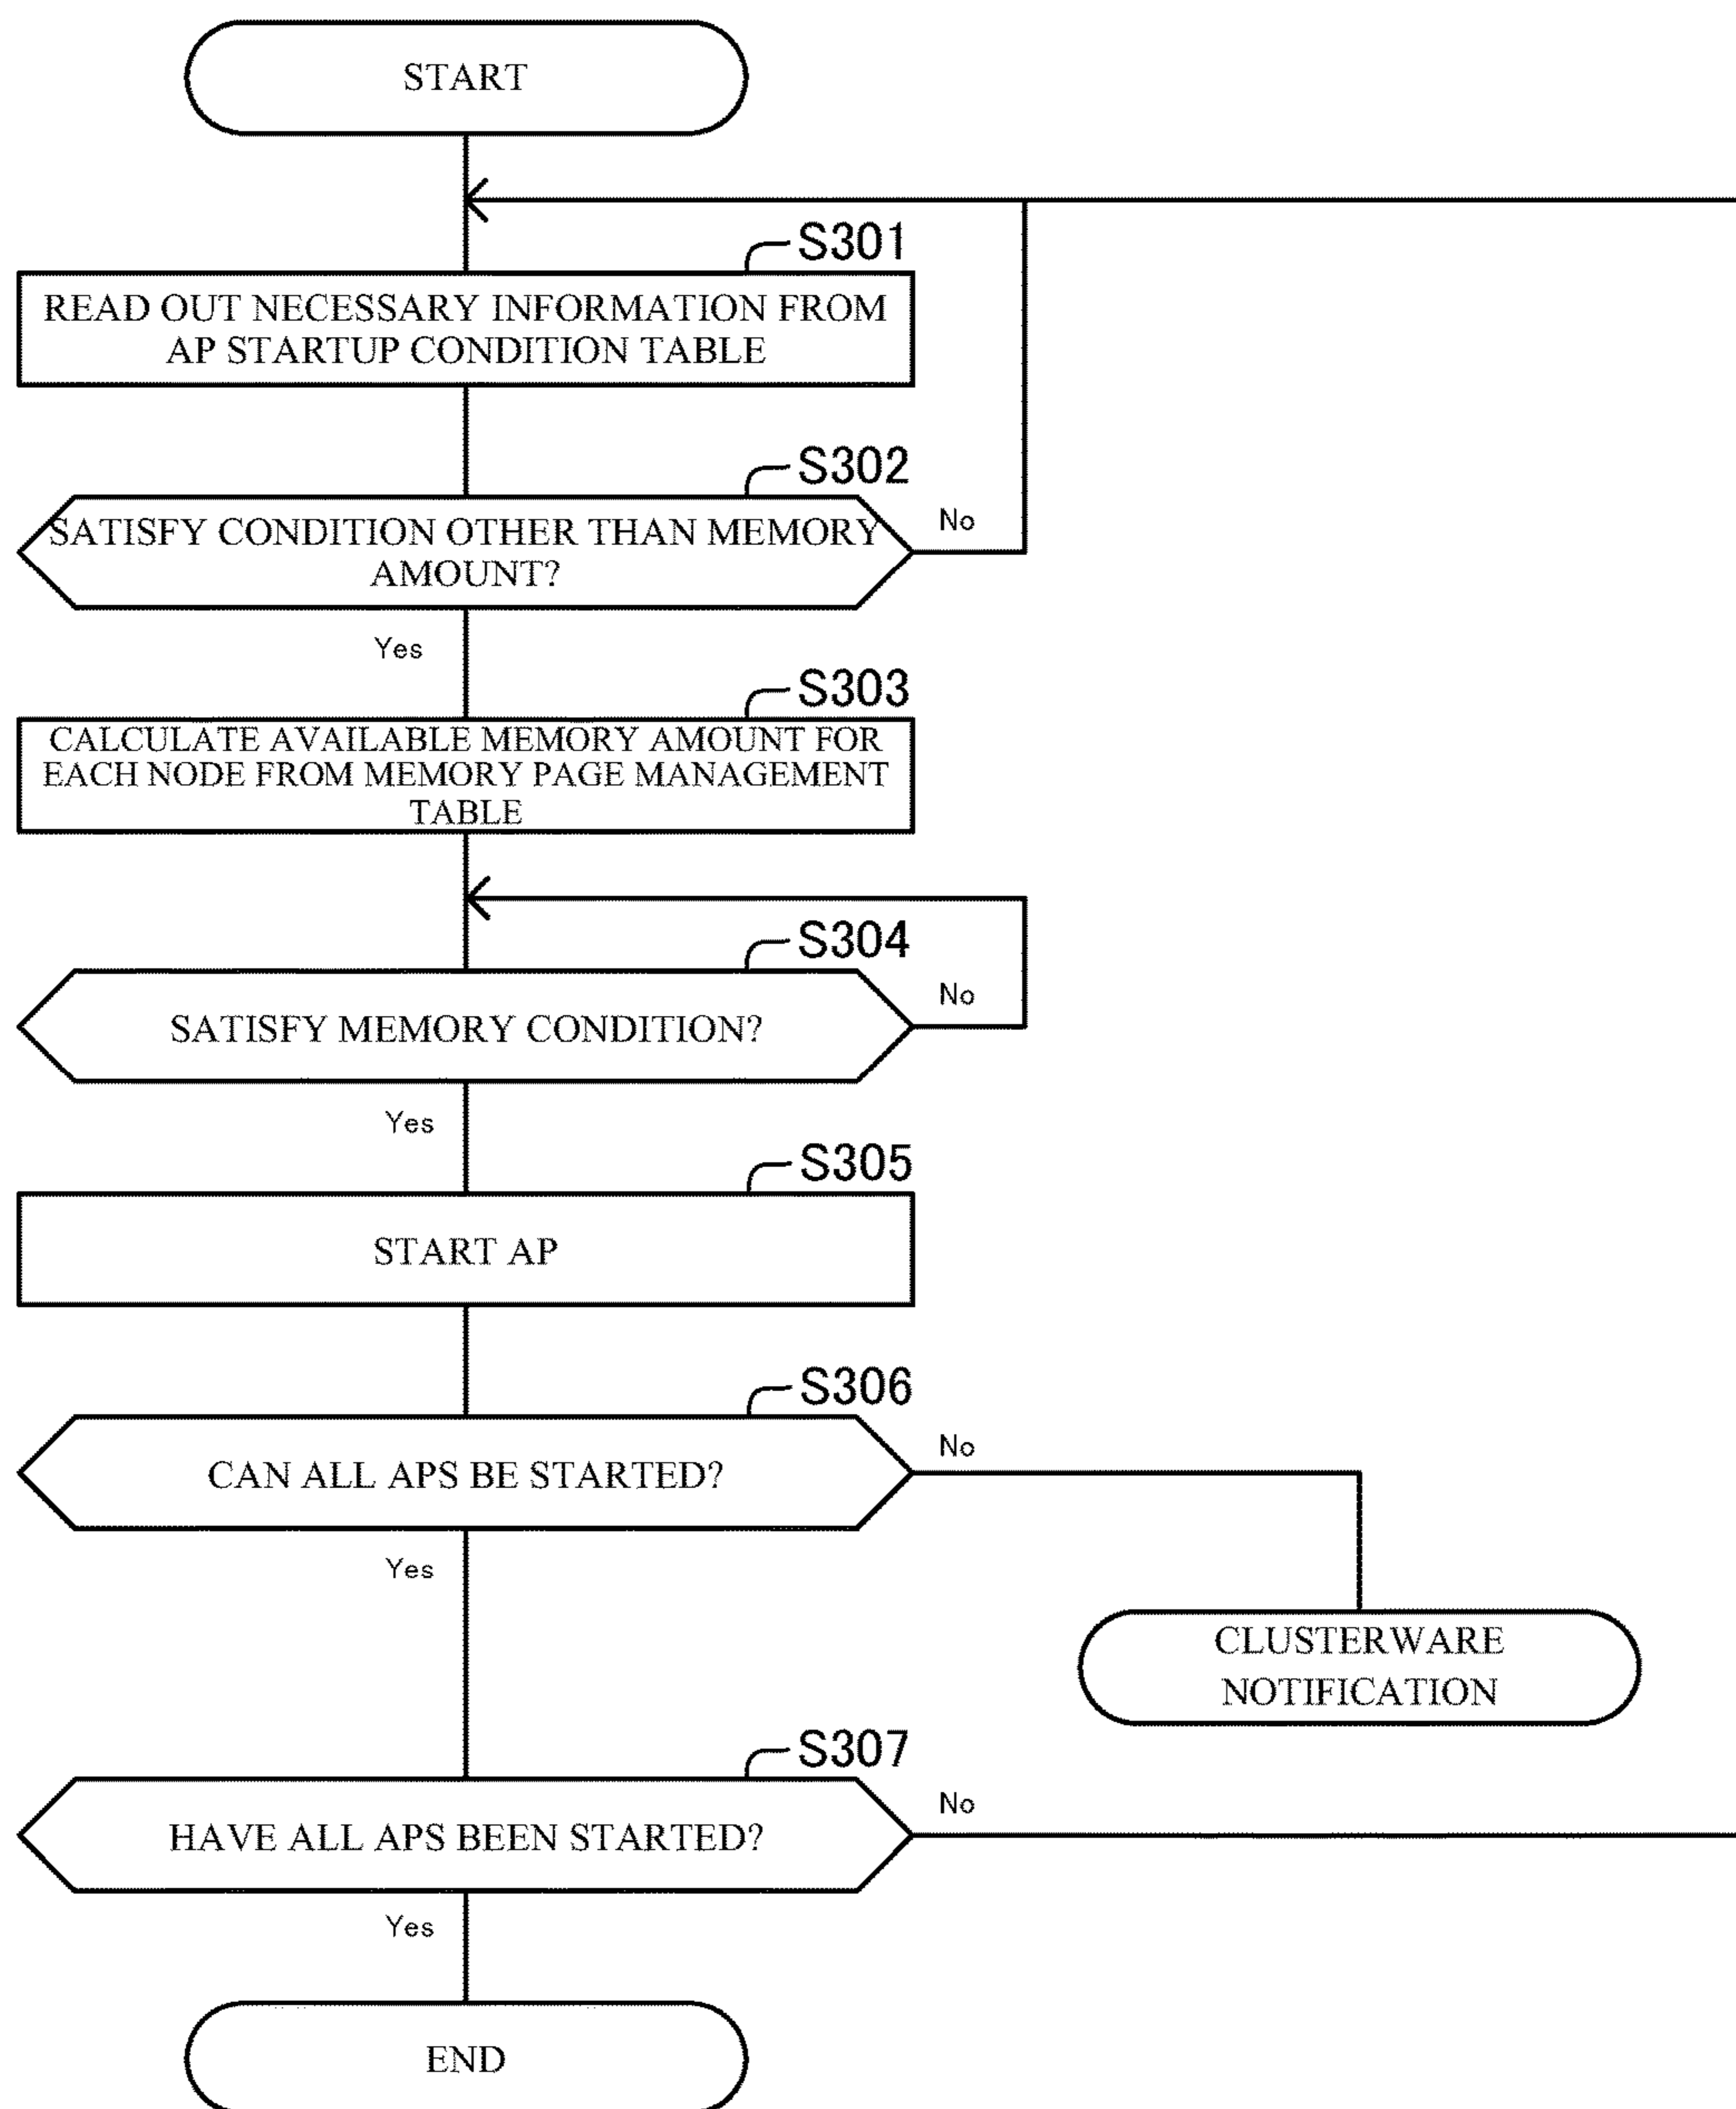 START
S301
READ OUT NECESSARY INFORMATION FROM
AP STARTUP CONDITION TABLE
S302
SATISFY CONDITION OTHER THAN MEMORY
AMOUNT?
No
Yes
S303
CALCULATE AVAILABLE MEMORY AMOUNT FOR
EACH NODE FROM MEMORY PAGE MANAGEMENT
TABLE
S304
SATISFY MEMORY CONDITION?
No
Yes
S305
START AP
S306
CAN ALL APS BE STARTED?
No
Yes
CLUSTERWARE
NOTIFICATION
S307
HAVE ALL APS BEEN STARTED?
No
Yes
END